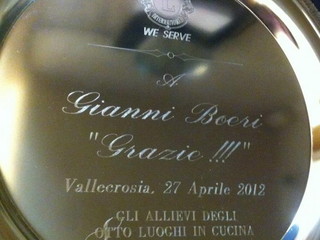 WE SERVE
A
Gianni Boeri
"Grazie !!!"
Vallecrosia, 27 Aprile 2012
GLI ALLIEVI DEGLI
OTTO LUOGHI IN CUCINA